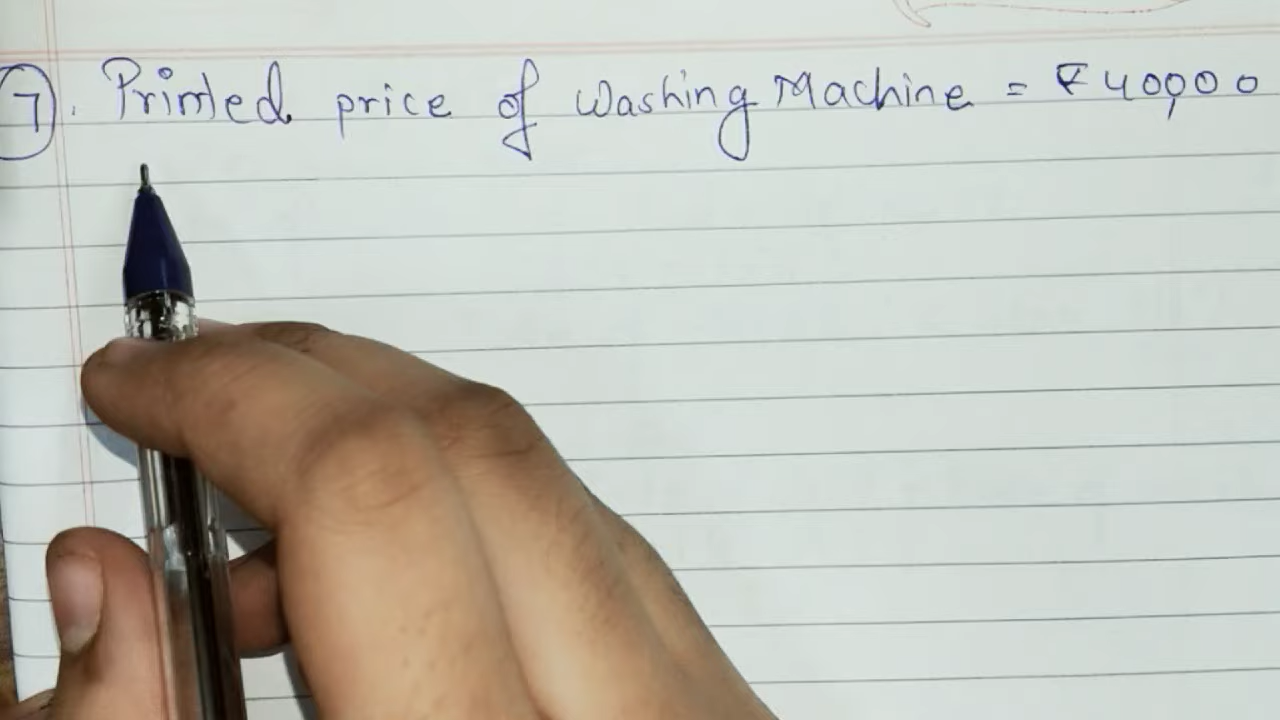 7. Printed price of Washing Machine = ₹40,000